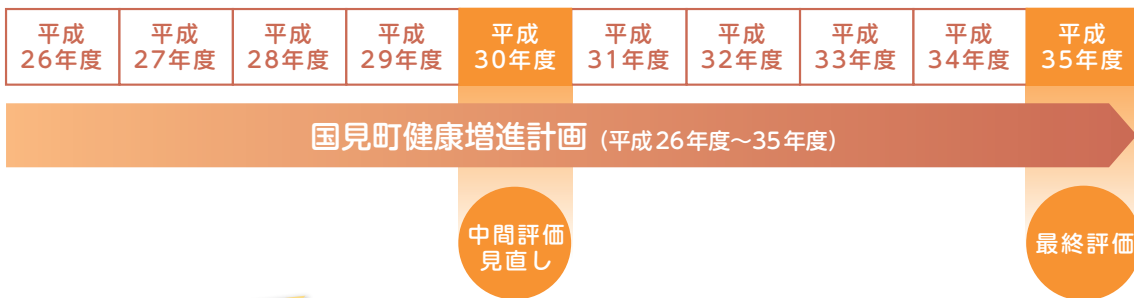 平成
26年度
平成
27年度
平成
28年度
平成
29年度
平成
30年度
平成
31年度
平成
32年度
平成
33年度
平成
34年度
平成
35年度
国見町健康増進計画 (平成26年度～35年度)
中間評価
見直し
最終評価